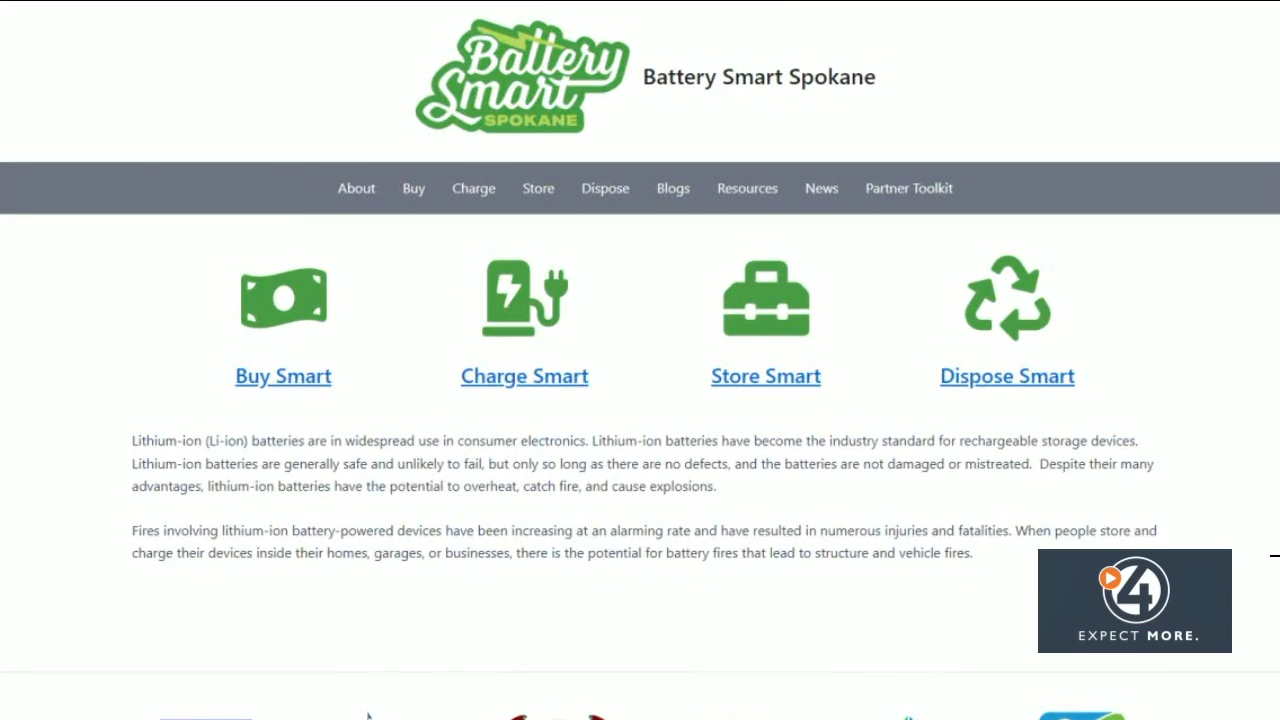 Battery
Smart
SPOKANE
Battery Smart Spokane
About Buy Charge Store Dispose Blogs Resources News Partner Toolkit
Buy Smart Charge Smart Store Smart Dispose Smart
Lithium-ion (Li-ion) batteries are in widespread use in consumer electronics. Lithium-ion batteries have become the industry standard for rechargeable storage devices.
Lithium-ion batteries are generally safe and unlikely to fail, but only so long as there are no defects, and the batteries are not damaged or mistreated.  Despite their many
advantages, lithium-ion batteries have the potential to overheat, catch fire, and cause explosions.
Fires involving lithium-ion battery-powered devices have been increasing at an alarming rate and have resulted in numerous injuries and fatalities. When people store and
charge their devices inside their homes, garages, or businesses, there is the potential for battery fires that lead to structure and vehicle fires.
4
EXPECT MORE.